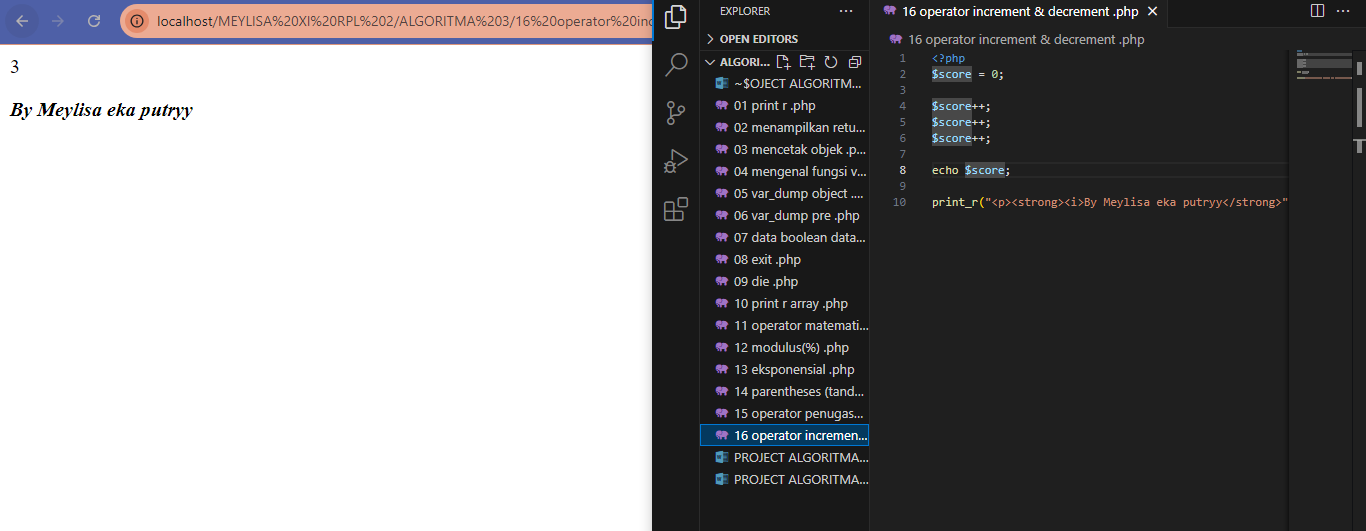 localhost/MEYLISA%20XI%20RPL%202/ALGORITMA%203/16%20operator%20inc
3
By Meylisa eka putryy
EXPLORER
OPEN EDITORS
ALGORI...
~$OJECT ALGORITM...
01 print r .php
02 menampilkan retu...
03 mencetak objek .p...
04 mengenal fungsi v...
05 var_dump object ....
06 var_dump pre .php
07 data boolean data...
08 exit .php
09 die .php
10 print r array .php
11 operator matemati...
12 modulus(%) .php
13 eksponensial .php
14 parentheses (tand...
15 operator penugas...
16 operator incremen...
PROJECT ALGORITMA...
PROJECT ALGORITMA...
16 operator increment & decrement .php
16 operator increment & decrement .php
1 <?php
2 $score = 0;
3
4 $score++;
5 $score++;
6 $score++;
7
8 echo $score;
9
10 print_r("<p><strong><i>By Meylisa eka putryy</strong>"